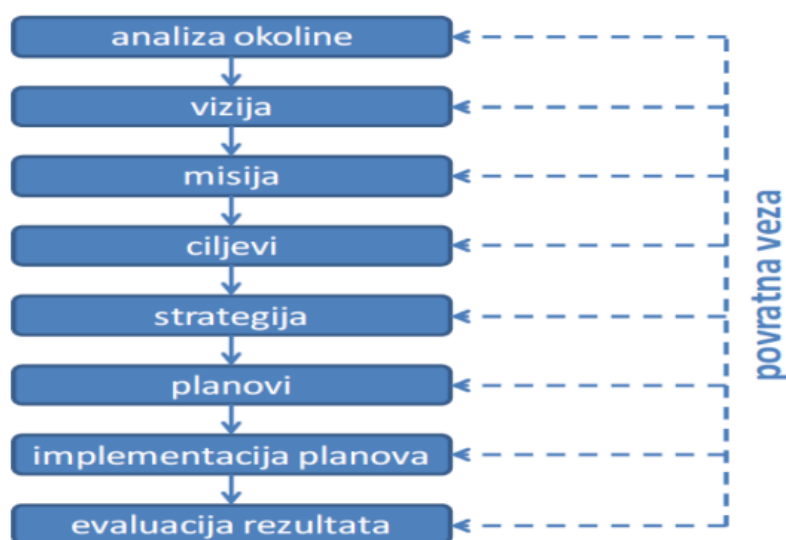 analiza okoline
vizija
misija
ciljevi
strategija
planovi
implementacija planova
evaluacija rezultata
povratna veza